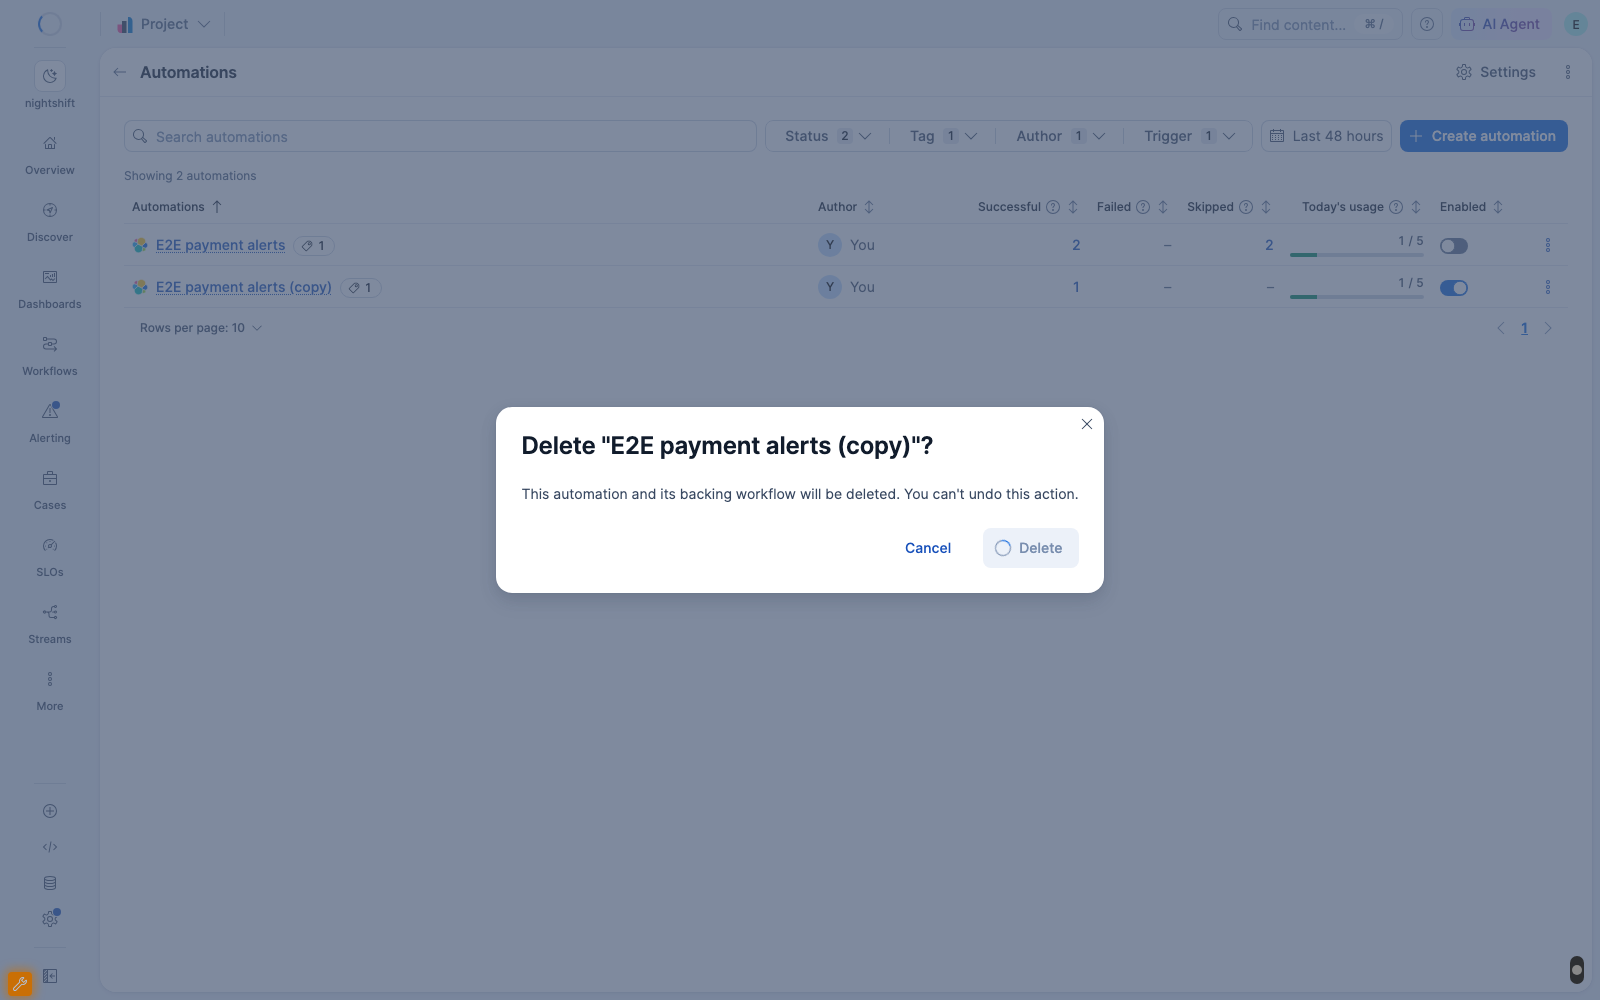 Project
Find content... ⌘ /
AI Agent
E
nightshift
Overview
Discover
Dashboards
Workflows
Alerting
Cases
SLOs
Streams
More
Automations
Settings
Search automations
Status 2 Tag 1 Author 1 Trigger 1
Last 48 hours
Create automation
Showing 2 automations
Automations Author Successful Failed Skipped Today's usage Enabled
E2E payment alerts 1 Y You 2 – 2 1 / 5
E2E payment alerts (copy) 1 Y You 1 – – 1 / 5
Rows per page: 10
1
Delete "E2E payment alerts (copy)"?
This automation and its backing workflow will be deleted. You can't undo this action.
Cancel
Delete